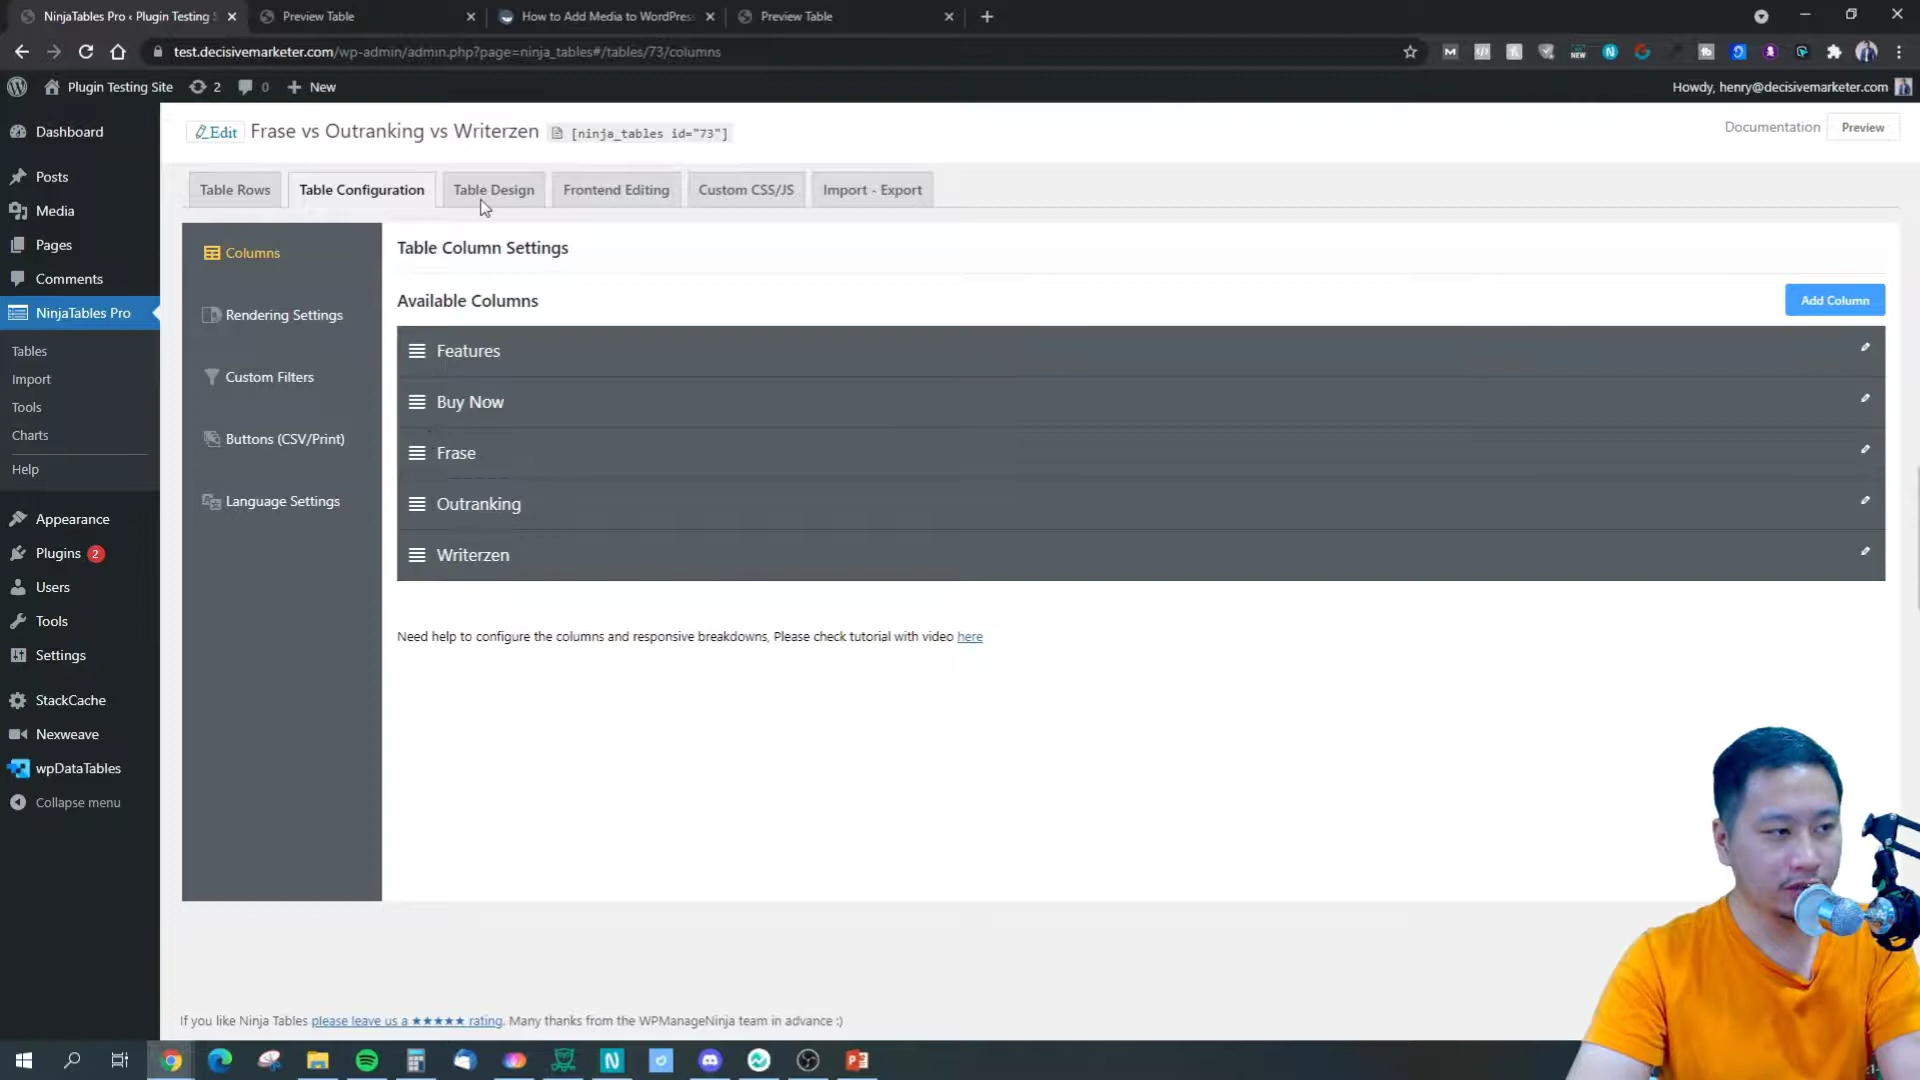 NinjaTables Pro ‹ Plugin Testing S
Preview Table
How to Add Media to WordPres
Preview Table
test.decisivemarketer.com/wp-admin/admin.php?page=ninja_tables#/tables/73/columns
Plugin Testing Site
2
0
New
Howdy, henry@decisivemarketer.com
Dashboard
Posts
Media
Pages
Comments
NinjaTables Pro
Tables
Import
Tools
Charts
Help
Appearance
Plugins 2
Users
Tools
Settings
StackCache
Nexweave
wpDataTables
Collapse menu
Edit
Frase vs Outranking vs Writerzen
[ninja_tables id="73"]
Documentation
Preview
Table Rows
Table Configuration
Table Design
Frontend Editing
Custom CSS/JS
Import - Export
Columns
Rendering Settings
Custom Filters
Buttons (CSV/Print)
Language Settings
Table Column Settings
Available Columns
Add Column
Features
Buy Now
Frase
Outranking
Writerzen
Need help to configure the columns and responsive breakdowns, Please check tutorial with video here
If you like Ninja Tables please leave us a ★★★★★ rating. Many thanks from the WPManageNinja team in advance :)